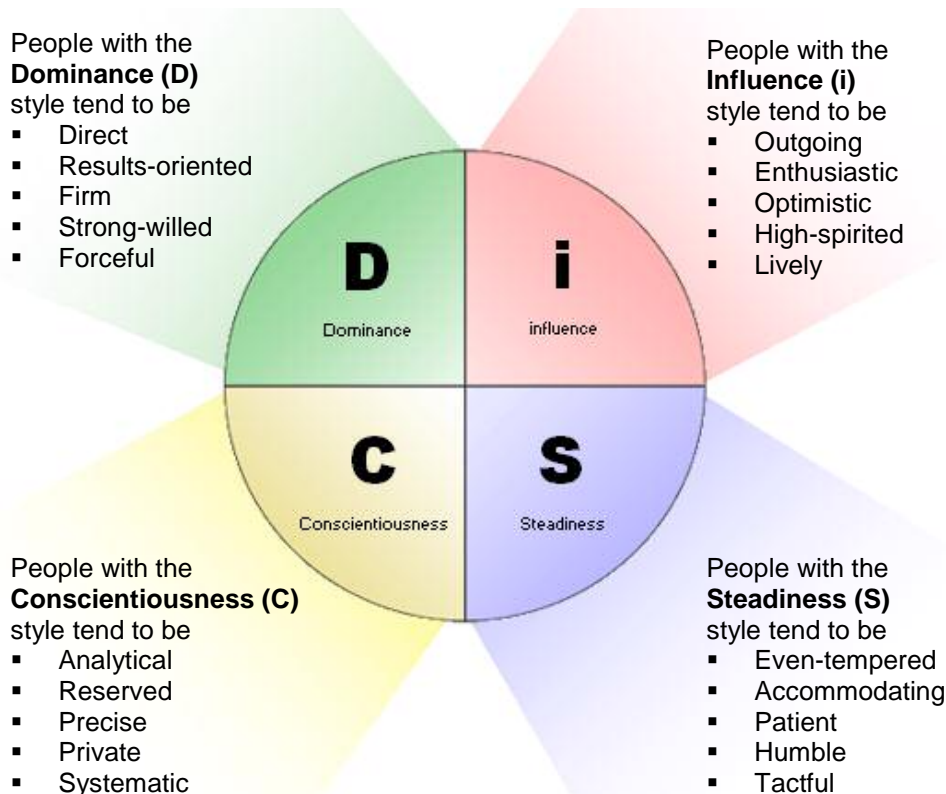 People with the
Dominance (D)
style tend to be
▪ Direct
▪ Results-oriented
▪ Firm
▪ Strong-willed
▪ Forceful
People with the
Influence (i)
style tend to be
▪ Outgoing
▪ Enthusiastic
▪ Optimistic
▪ High-spirited
▪ Lively
D
Dominance
i
influence
C
Conscientiousness
S
Steadiness
People with the
Conscientiousness (C)
style tend to be
▪ Analytical
▪ Reserved
▪ Precise
▪ Private
▪ Systematic
People with the
Steadiness (S)
style tend to be
▪ Even-tempered
▪ Accommodating
▪ Patient
▪ Humble
▪ Tactful